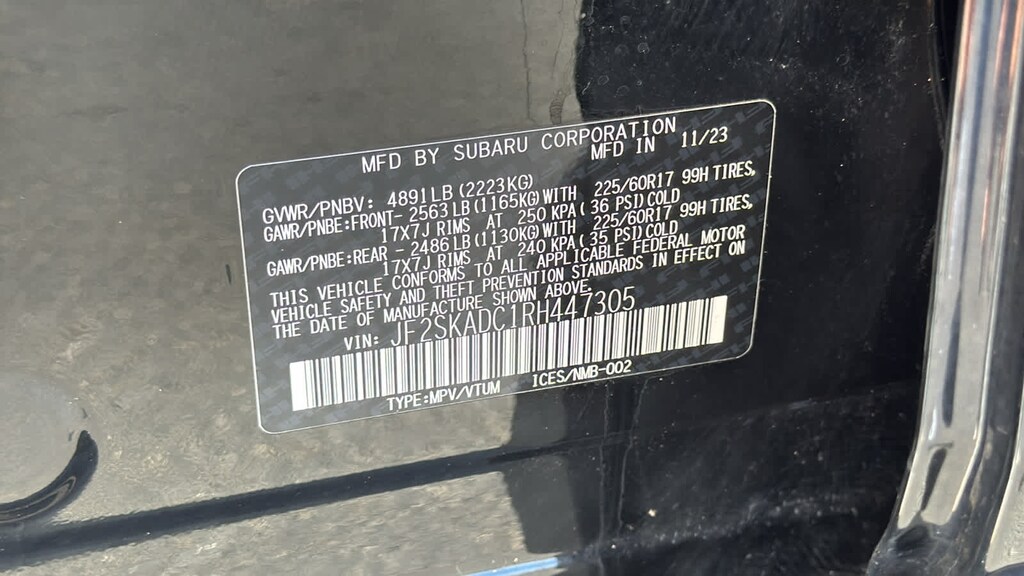 MFD BY SUBARU CORPORATION
MFD IN 11/23
GVWR/PNBV: 4891LB(2223KG)
GAWR/PNBE:FRONT- 2563LB(1165KG)WITH 225/60R17 99H TIRES,
17X7J RIMS AT 250 KPA( 36 PSI)COLD
GAWR/PNBE:REAR - 2486LB(1130KG)WITH 225/60R17 99H TIRES,
17X7J RIMS AT 240 KPA( 35 PSI)COLD
THIS VEHICLE CONFORMS TO ALL APPLICABLE FEDERAL MOTOR
VEHICLE SAFETY AND THEFT PREVENTION STANDARDS IN EFFECT ON
THE DATE OF MANUFACTURE SHOWN ABOVE.
VIN: JF2SKADC1RH447305
TYPE:MPV/VTUM ICES/NMB-002